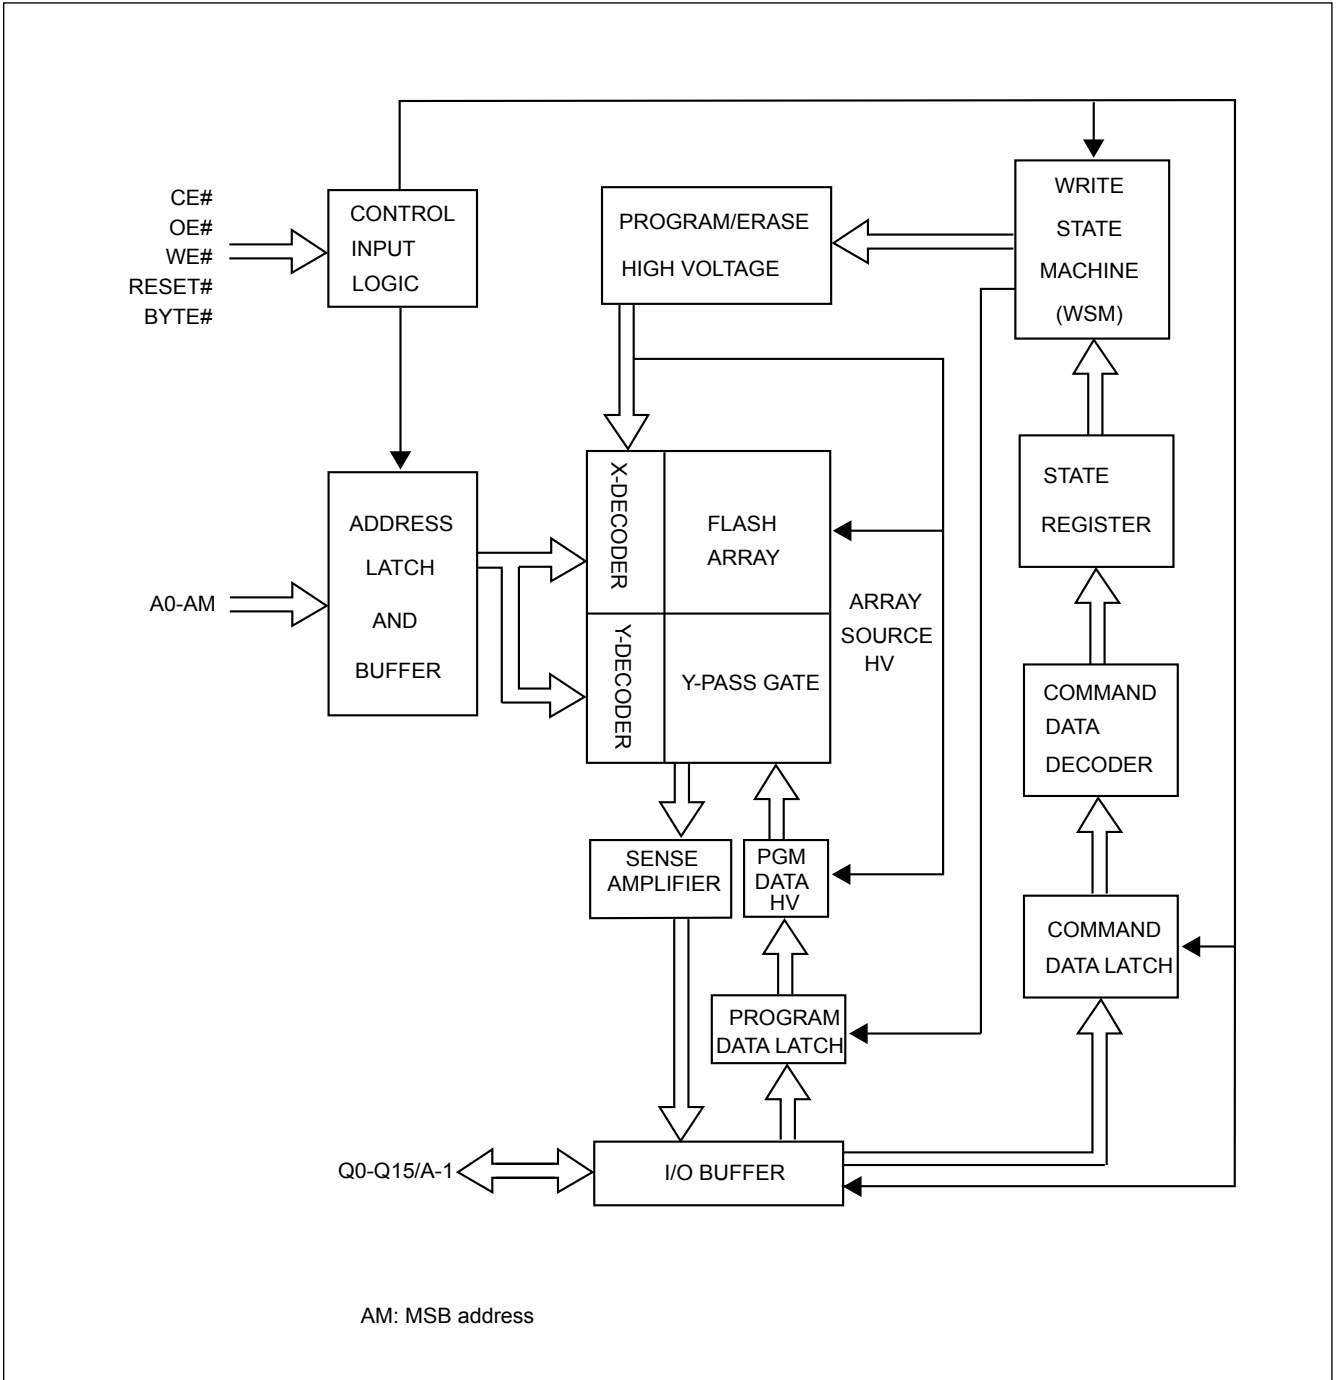 CE#
OE#
WE#
RESET#
BYTE#
CONTROL
INPUT
LOGIC
PROGRAM/ERASE
HIGH VOLTAGE
WRITE
STATE
MACHINE
(WSM)
X-DECODER
FLASH
ARRAY
STATE
REGISTER
ADDRESS
LATCH
AND
BUFFER
A0-AM
ARRAY
SOURCE
HV
Y-DECODER
Y-PASS GATE
COMMAND
DATA
DECODER
SENSE
AMPLIFIER
PGM
DATA
HV
COMMAND
DATA LATCH
PROGRAM
DATA LATCH
Q0-Q15/A-1
I/O BUFFER
AM: MSB address